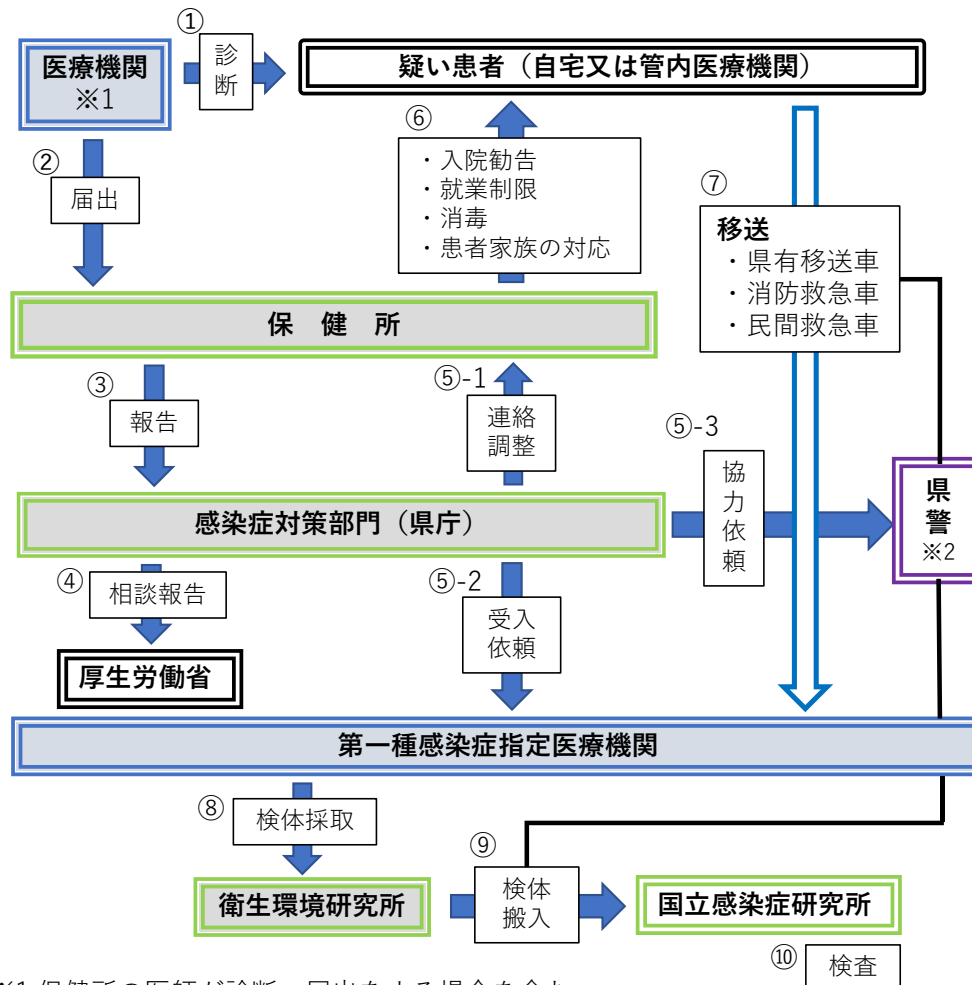 ①
診断
医療機関
※1
疑い患者（自宅又は管内医療機関）
②
届出
⑥
・入院勧告
・就業制限
・消毒
・患者家族の対応
⑦
移送
・県有移送車
・消防救急車
・民間救急車
保　健　所
③
報告
⑤-1
連絡
調整
⑤-3
協力依頼
県警
※2
感染症対策部門（県庁）
④
相談報告
⑤-2
受入
依頼
厚生労働省
第一種感染症指定医療機関
⑧
検体採取
⑨
検体
搬入
衛生環境研究所
国立感染症研究所
⑩
検査